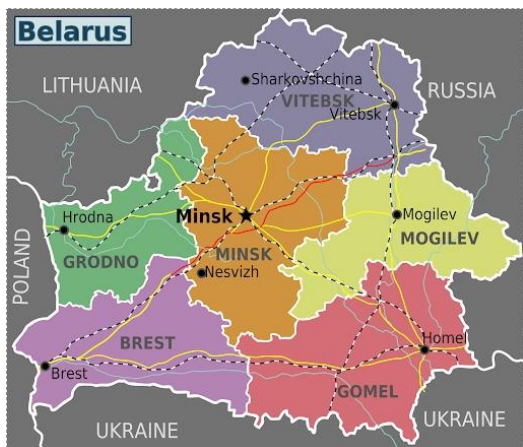 Belarus
LITHUANIA
Sharkovshchina
VITEBSK
Vitebsk
RUSSIA
Hrodna
Minsk
Mogilev
MOGILEV
GRODNO
MINSK
Nesvizh
POLAND
BREST
Homel
Brest
GOMEL
UKRAINE
UKRAINE